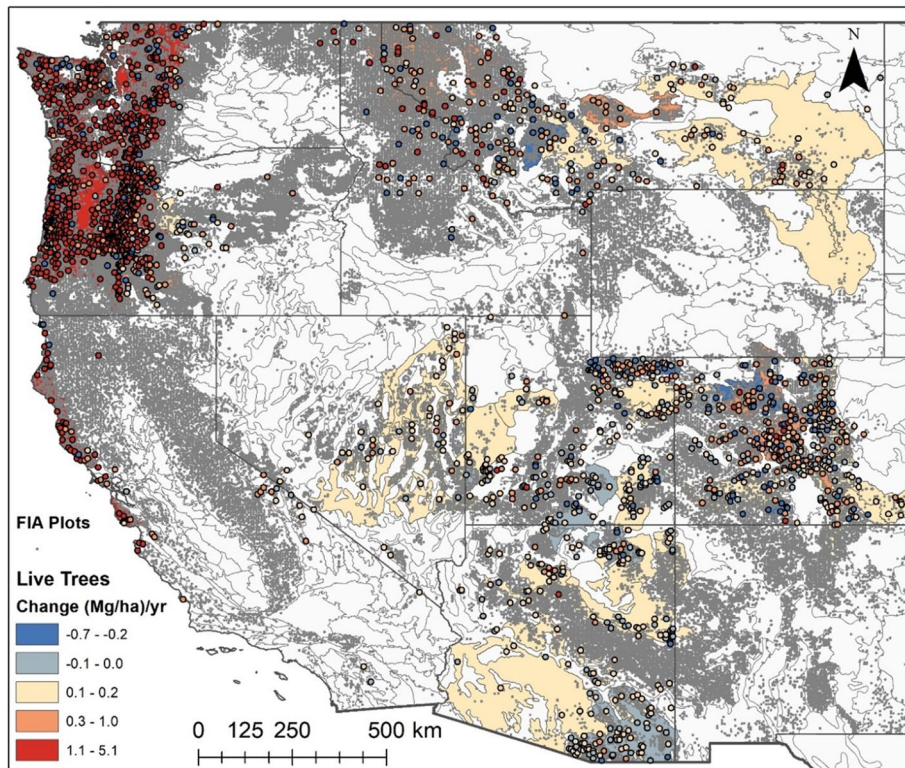 N
FIA Plots
Live Trees
Change (Mg/ha)/yr
-0.7 - -0.2
-0.1 - 0.0
0.1 - 0.2
0.3 - 1.0
1.1 - 5.1
0 125 250 500 km